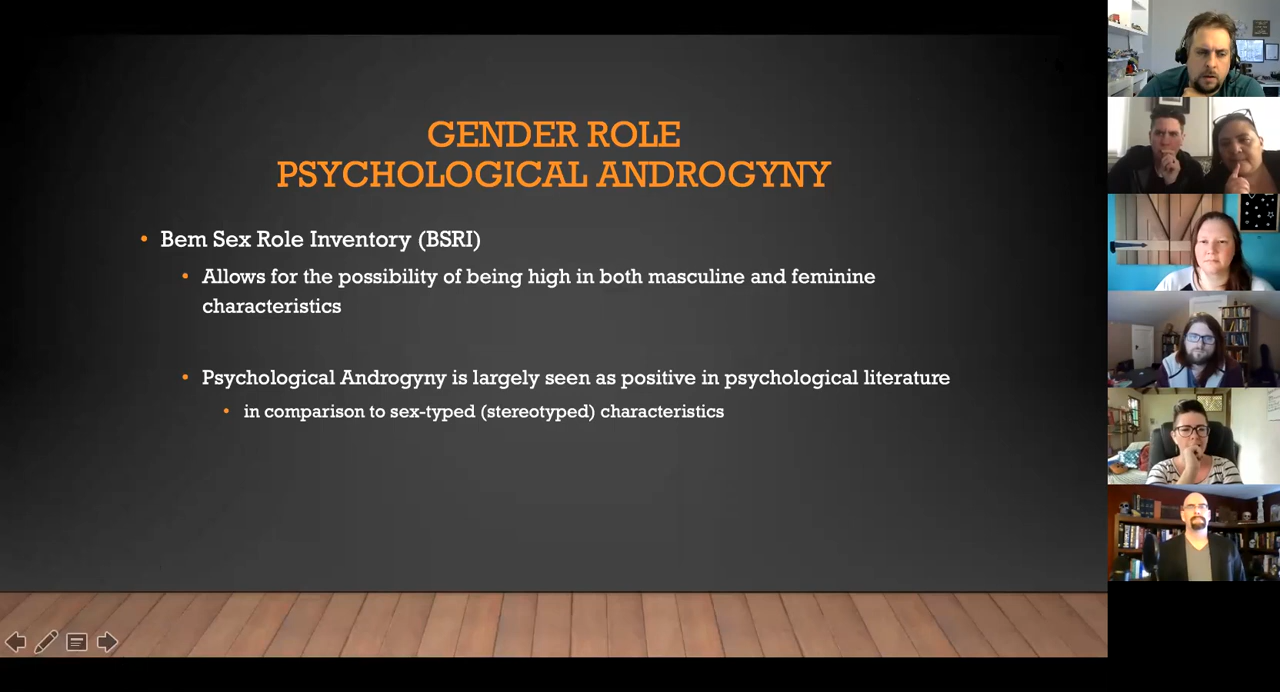 GENDER ROLE
PSYCHOLOGICAL ANDROGYNY
• Bem Sex Role Inventory (BSRI)
• Allows for the possibility of being high in both masculine and feminine
characteristics
• Psychological Androgyny is largely seen as positive in psychological literature
• in comparison to sex-typed (stereotyped) characteristics